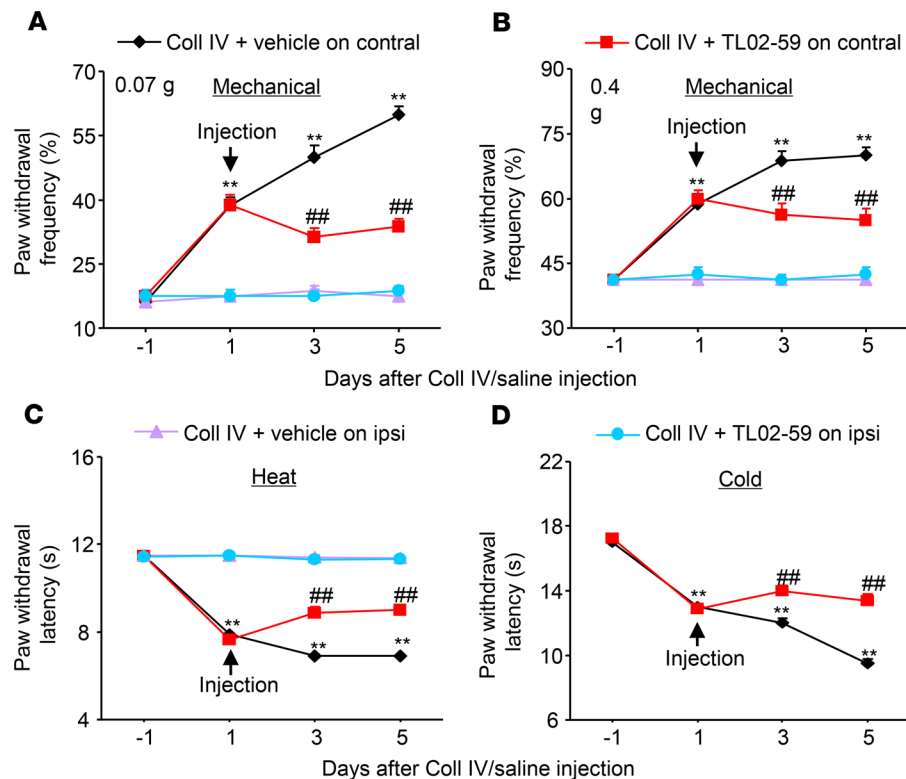 A
B
Coll IV + vehicle on contral
Coll IV + TL02-59 on contral
Paw withdrawal
frequency (%)
70
55
40
25
10
0.07 g
Mechanical
Injection
**
**
**
##
##
-1
1
3
5
Paw withdrawal
frequency (%)
90
75
60
45
30
0.4
g
Mechanical
Injection
**
**
**
##
##
-1
1
3
5
Days after Coll IV/saline injection
C
D
Coll IV + vehicle on ipsi
Coll IV + TL02-59 on ipsi
Paw withdrawal
latency (s)
16
12
8
4
Heat
**
**
**
##
##
Injection
-1
1
3
5
Paw withdrawal
latency (s)
22
18
14
10
6
Cold
**
**
**
##
##
Injection
-1
1
3
5
Days after Coll IV/saline injection